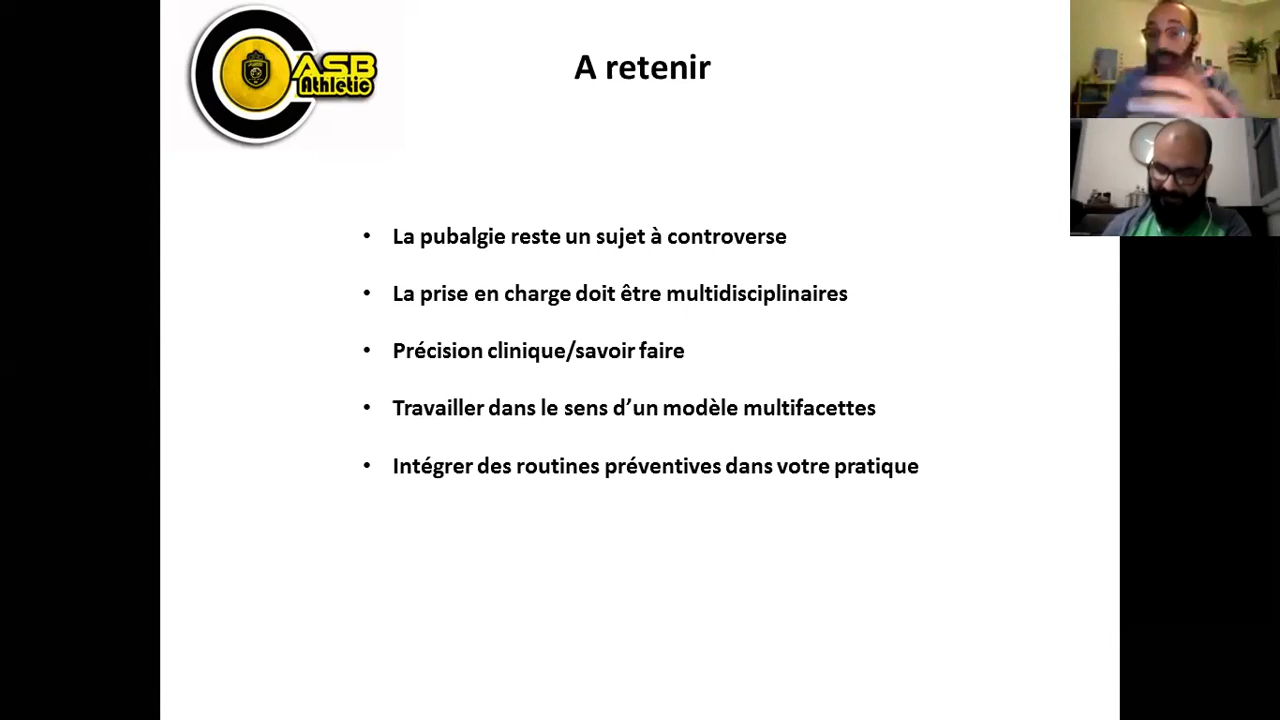 ASB
Athletic
A retenir
• La pubalgie reste un sujet à controverse
• La prise en charge doit être multidisciplinaires
• Précision clinique/savoir faire
• Travailler dans le sens d’un modèle multifacettes
• Intégrer des routines préventives dans votre pratique